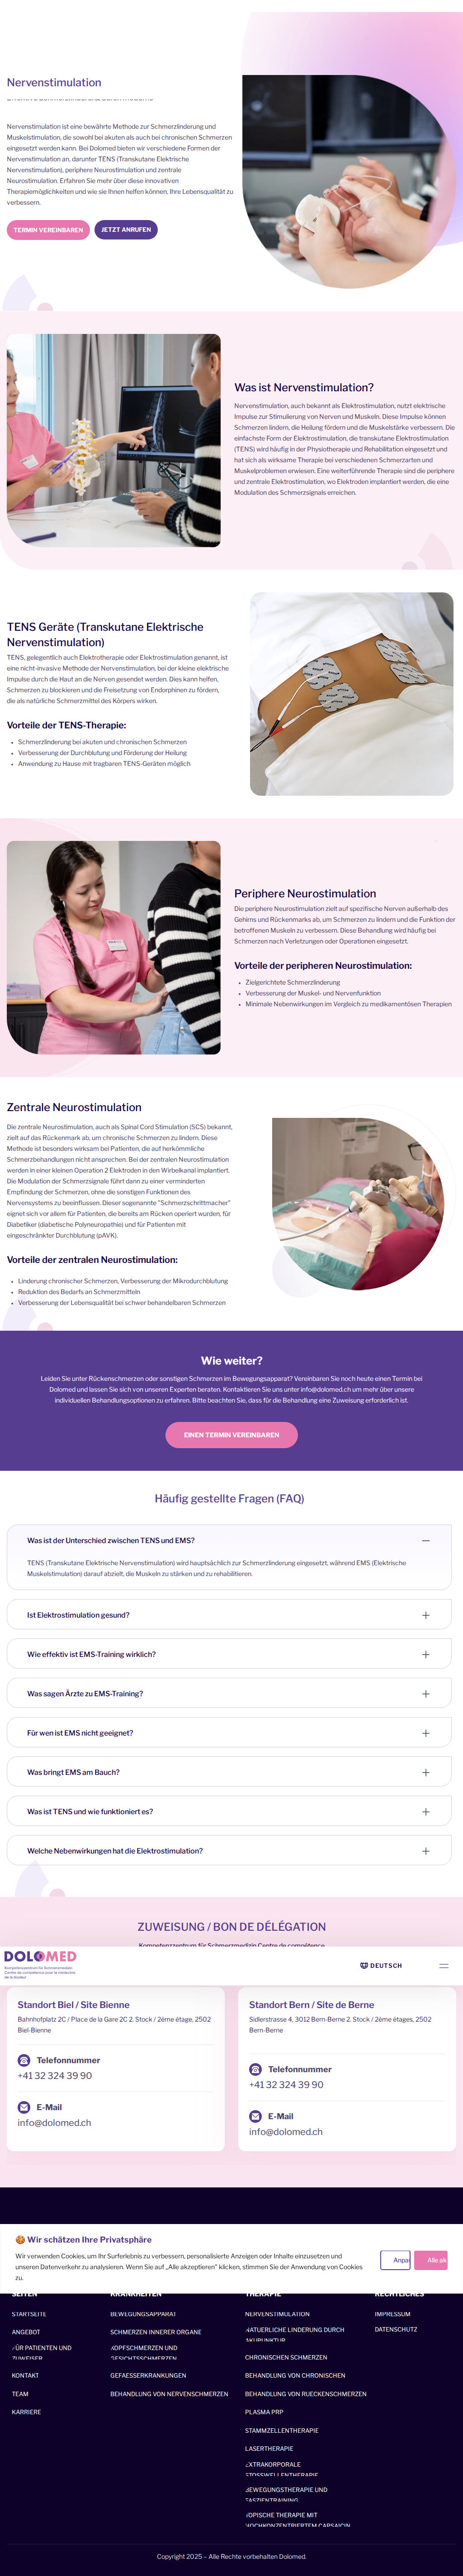 Nervenstimulation
Nervenstimulation ist eine bewährte Methode zur Schmerzlinderung und
Muskelstimulation, die sowohl bei akuten als auch bei chronischen Schmerzen
eingesetzt werden kann. Bei Dolomed bieten wir verschiedene Formen der
Nervenstimulation an, darunter TENS (Transkutane Elektrische
Nervenstimulation), periphere Neurostimulation und zentrale
Neurostimulation. Erfahren Sie mehr über diese innovativen
Therapiemöglichkeiten und wie sie Ihnen helfen können, Ihre Lebensqualität zu
verbessern.
TERMIN VEREINBAREN
JETZT ANRUFEN
Was ist Nervenstimulation?
Nervenstimulation, auch bekannt als Elektrostimulation, nutzt elektrische
Impulse zur Stimulierung von Nerven und Muskeln. Diese Impulse können
Schmerzen lindern, die Heilung fördern und die Muskelstärke verbessern. Die
einfachste Form der Elektrostimulation, die transkutane Elektrostimulation
(TENS) wird häufig in der Physiotherapie und Rehabilitation eingesetzt und
hat sich als wirksame Therapie bei verschiedenen Schmerzarten und
Muskelproblemen erwiesen. Eine weiterführende Therapie sind die periphere
und zentrale Elektrostimulation, wo Elektroden implantiert werden, die eine
Modulation des Schmerzsignals erreichen.
TENS Geräte (Transkutane Elektrische
Nervenstimulation)
TENS, gelegentlich auch Elektrotherapie oder Elektrostimulation genannt, ist
eine nicht-invasive Methode der Nervenstimulation, bei der kleine elektrische
Impulse durch die Haut an die Nerven gesendet werden. Dies kann helfen,
Schmerzen zu blockieren und die Freisetzung von Endorphinen zu fördern,
die als natürliche Schmerzmittel des Körpers wirken.
Vorteile der TENS-Therapie:
• Schmerzlinderung bei akuten und chronischen Schmerzen
• Verbesserung der Durchblutung und Förderung der Heilung
• Anwendung zu Hause mit tragbaren TENS-Geräten möglich
Periphere Neurostimulation
Die periphere Neurostimulation zielt auf spezifische Nerven außerhalb des
Gehirns und Rückenmarks ab, um Schmerzen zu lindern und die Funktion der
betroffenen Muskeln zu verbessern. Diese Behandlung wird häufig bei
Schmerzen nach Verletzungen oder Operationen eingesetzt.
Vorteile der peripheren Neurostimulation:
• Zielgerichtete Schmerzlinderung
• Verbesserung der Muskel- und Nervenfunktion
• Minimale Nebenwirkungen im Vergleich zu medikamentösen Therapien
Zentrale Neurostimulation
Die zentrale Neurostimulation, auch als Spinal Cord Stimulation (SCS) bekannt,
zielt auf das Rückenmark ab, um chronische Schmerzen zu lindern. Diese
Methode ist besonders wirksam bei Patienten, die auf herkömmliche
Schmerzbehandlungen nicht ansprechen. Bei der zentralen Neurostimulation
werden in einer kleinen Operation 2 Elektroden in den Wirbelkanal implantiert.
Die Modulation der Schmerzsignale führt dann zu einer verminderten
Empfindung der Schmerzen, ohne die sonstigen Funktionen des
Nervensystems zu beeinflussen. Dieser sogenannte "Schmerzschrittmacher"
eignet sich vor allem für Patienten, die bereits am Rücken operiert wurden, für
Diabetiker (diabetische Polyneuropathie) und für Patienten mit
eingeschränkter Durchblutung (pAVK).
Vorteile der zentralen Neurostimulation:
• Linderung chronischer Schmerzen, Verbesserung der Mikrodurchblutung
• Reduktion des Bedarfs an Schmerzmitteln
• Verbesserung der Lebensqualität bei schwer behandelbaren Schmerzen
Wie weiter?
Leiden Sie unter Rückenschmerzen oder sonstigen Schmerzen im Bewegungsapparat? Vereinbaren Sie noch heute einen Termin bei
Dolomed und lassen Sie sich von unseren Experten beraten. Kontaktieren Sie uns unter info@dolomed.ch um mehr über unsere
individuellen Behandlungsoptionen zu erfahren. Bitte beachten Sie, dass für die Behandlung eine Zuweisung erforderlich ist.
EINEN TERMIN VEREINBAREN
Häufig gestellte Fragen (FAQ)
Was ist der Unterschied zwischen TENS und EMS?
TENS (Transkutane Elektrische Nervenstimulation) wird hauptsächlich zur Schmerzlinderung eingesetzt, während EMS (Elektrische
Muskelstimulation) darauf abzielt, die Muskeln zu stärken und zu rehabilitieren.
Ist Elektrostimulation gesund?
Wie effektiv ist EMS-Training wirklich?
Was sagen Ärzte zu EMS-Training?
Für wen ist EMS nicht geeignet?
Was bringt EMS am Bauch?
Was ist TENS und wie funktioniert es?
Welche Nebenwirkungen hat die Elektrostimulation?
ZUWEISUNG / BON DE DÉLÉGATION
Kompetenzzentrum für Schmerzmedizin Centre de compétence
DOLOMED
Kompetenzzentrum für Schmerzmedizin
Centre de compétence pour la médecine
de la douleur
DEUTSCH
Standort Biel / Site Bienne
Bahnhofplatz 2C / Place de la Gare 2C 2. Stock / 2ème étage, 2502
Biel-Bienne
Telefonnummer
+41 32 324 39 90
E-Mail
info@dolomed.ch
Standort Bern / Site de Berne
Sidlerstrasse 4, 3012 Bern-Berne 2. Stock / 2ème étages, 2502
Bern-Berne
Telefonnummer
+41 32 324 39 90
E-Mail
info@dolomed.ch
🍪 Wir schätzen Ihre Privatsphäre
Wir verwenden Cookies, um Ihr Surferlebnis zu verbessern, personalisierte Anzeigen oder Inhalte einzusetzen und
unseren Datenverkehr zu analysieren. Wenn Sie auf „Alle akzeptieren" klicken, stimmen Sie der Anwendung von Cookies
zu.
Anpa
Alle ak
SEITEN
STARTSEITE
ANGEBOT
FÜR PATIENTEN UND
ZUWEISER
KONTAKT
TEAM
KARRIERE
KRANKHEITEN
BEWEGUNGSAPPARAT
SCHMERZEN INNERER ORGANE
KOPFSCHMERZEN UND
GESICHTSSCHMERZEN
GEFAESSERKRANKUNGEN
BEHANDLUNG VON NERVENSCHMERZEN
THERAPIE
NERVENSTIMULATION
NATUERLICHE LINDERUNG DURCH
AKUPUNKTUR
CHRONISCHEN SCHMERZEN
BEHANDLUNG VON CHRONISCHEN
BEHANDLUNG VON RUECKENSCHMERZEN
PLASMA PRP
STAMMZELLENTHERAPIE
LASERTHERAPIE
EXTRAKORPORALE
STOSSWELLENTHERAPIE
BEWEGUNGSTHERAPIE UND
FASZIENTRAINING
TOPISCHE THERAPIE MIT
HOCHKONZENTRIERTEM CAPSAICIN
RECHTLICHES
IMPRESSUM
DATENSCHUTZ
Copyright 2025 – Alle Rechte vorbehalten Dolomed.